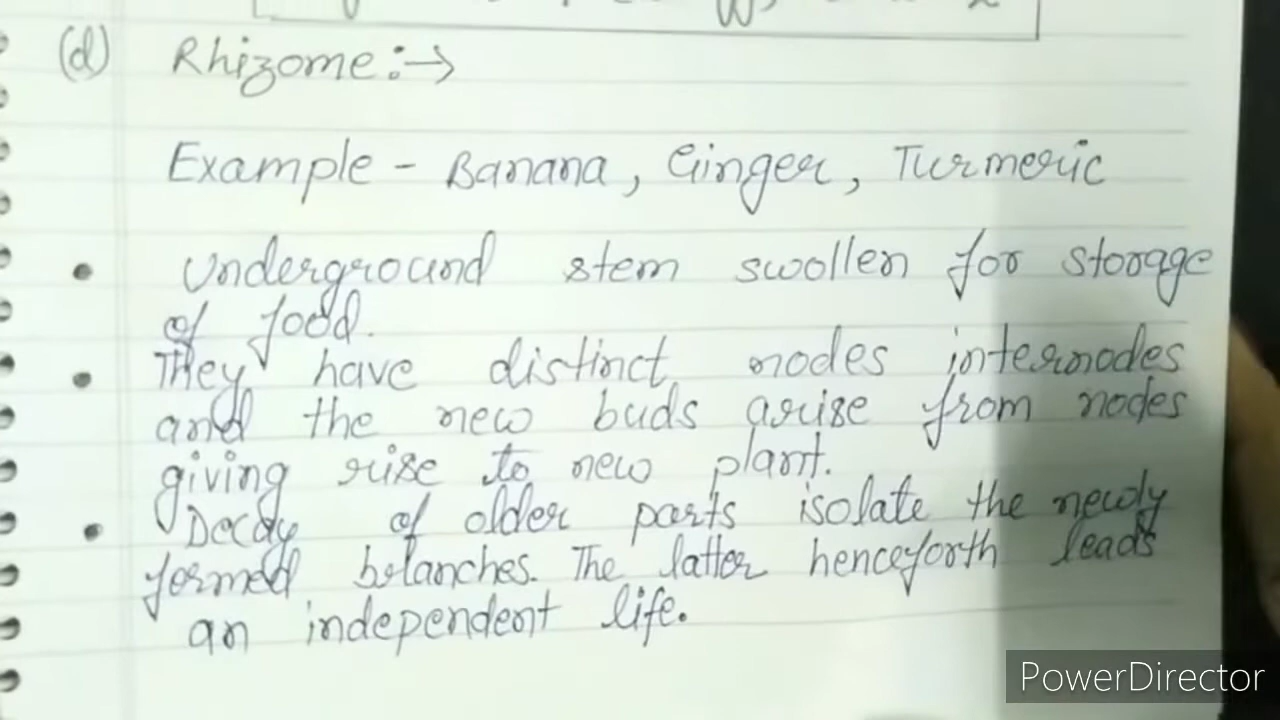 (d) Rhizome:→
Example - Banana, Ginger, Turmeric
• Underground stem swollen for storage
of food.
• They have distinct nodes internodes
and the new buds arise from nodes
giving rise to new plant.
• Decay of older parts isolate the newly
formed branches. The latter henceforth leads
an independent life.
PowerDirector